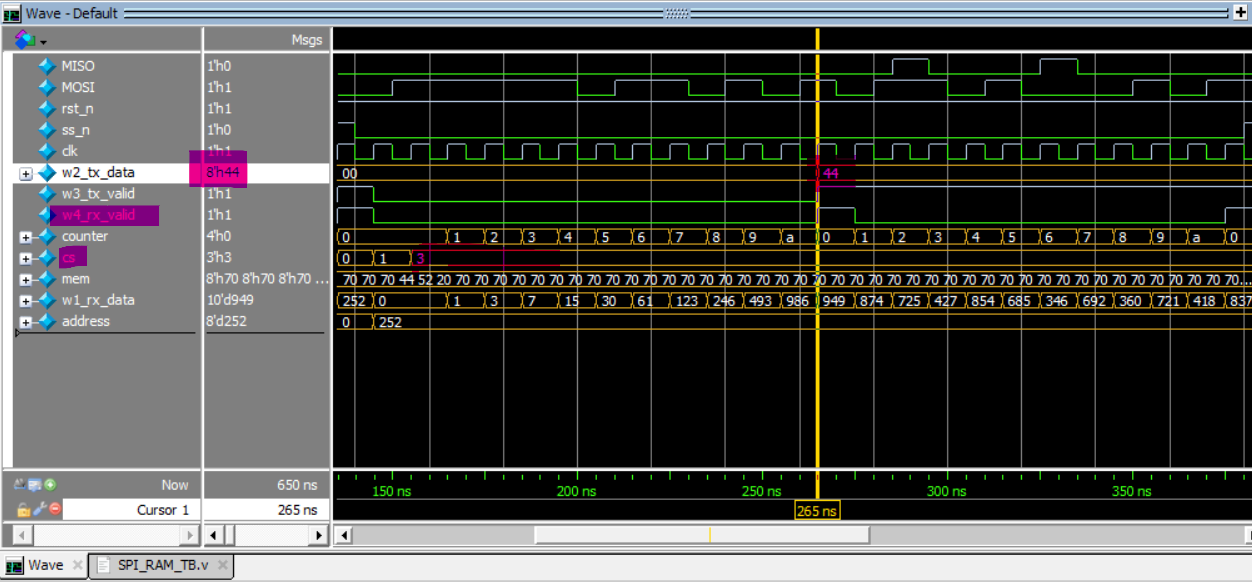 Wave - Default
Msgs
MISO 1'h0
MOSI 1'h1
rst_n 1'h1
ss_n 1'h0
clk 1'h1
w2_tx_data 8'h44 00 44
w3_tx_valid 1'h1
w4_rx_valid 1'h1
counter 4'h0 0 1 2 3 4 5 6 7 8 9 a 0 1 2 3 4 5 6 7 8 9 a 0
cs 3'h3 0 1 3
mem 8'h70 8'h70 8'h70 ... 70 70 70 44 52 20 70 70 70 70 70 70 70 70 70 70 70 70 70 70 70 70 70 70 70 70 70 70 70 70 70 70 70 70 70 70 70 70 70 70 70 70 70 70 70 70 70 70 70...
w1_rx_data 10'd949 252 0 1 3 7 15 30 61 123 246 493 986 949 874 725 427 854 685 346 692 360 721 418 837
address 8'd252 0 252
Now 650 ns 150 ns 200 ns 250 ns 300 ns 350 ns
Cursor 1 265 ns 265 ns
Wave SPI_RAM_TB.v